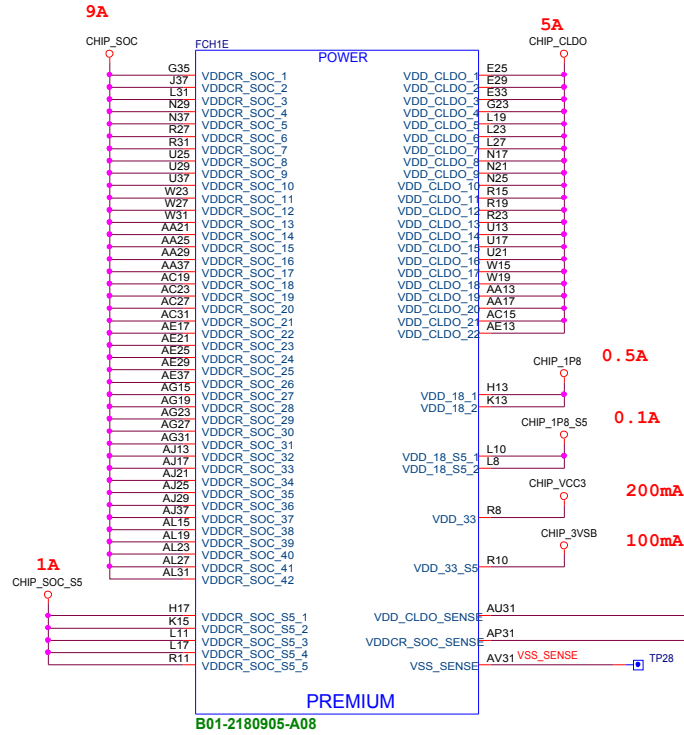 9A
CHIP_SOC
FCH1E
POWER
5A
CHIP_CLDO
G35 VDDCR_SOC_1 VDD_CLDO_1 E25
J37 VDDCR_SOC_2 VDD_CLDO_2 E29
L31 VDDCR_SOC_3 VDD_CLDO_3 E33
N29 VDDCR_SOC_4 VDD_CLDO_4 G23
N37 VDDCR_SOC_5 VDD_CLDO_5 L19
R27 VDDCR_SOC_6 VDD_CLDO_6 L23
R31 VDDCR_SOC_7 VDD_CLDO_7 L27
U25 VDDCR_SOC_8 VDD_CLDO_8 N17
U29 VDDCR_SOC_9 VDD_CLDO_9 N21
U37 VDDCR_SOC_10 VDD_CLDO_10 N25
W23 VDDCR_SOC_11 VDD_CLDO_11 R15
W27 VDDCR_SOC_12 VDD_CLDO_12 R19
W31 VDDCR_SOC_13 VDD_CLDO_13 R23
AA21 VDDCR_SOC_14 VDD_CLDO_14 U13
AA25 VDDCR_SOC_15 VDD_CLDO_15 U17
AA29 VDDCR_SOC_16 VDD_CLDO_16 U21
AA37 VDDCR_SOC_17 VDD_CLDO_17 W15
AC19 VDDCR_SOC_18 VDD_CLDO_18 W19
AC23 VDDCR_SOC_19 VDD_CLDO_19 AA13
AC27 VDDCR_SOC_20 VDD_CLDO_20 AA17
AC31 VDDCR_SOC_21 VDD_CLDO_21 AC15
AE17 VDDCR_SOC_22 VDD_CLDO_22 AE13
AE21 VDDCR_SOC_23
AE25 VDDCR_SOC_24
AE29 VDDCR_SOC_25
AE37 VDDCR_SOC_26
AG15 VDDCR_SOC_27
AG19 VDDCR_SOC_28
AG23 VDDCR_SOC_29
AG27 VDDCR_SOC_30
AG31 VDDCR_SOC_31
AJ13 VDDCR_SOC_32
AJ17 VDDCR_SOC_33
AJ21 VDDCR_SOC_34
AJ25 VDDCR_SOC_35
AJ29 VDDCR_SOC_36
AJ37 VDDCR_SOC_37
AL15 VDDCR_SOC_38
AL19 VDDCR_SOC_39
AL23 VDDCR_SOC_40
AL27 VDDCR_SOC_41
AL31 VDDCR_SOC_42
CHIP_1P8
0.5A
VDD_18_1 H13
VDD_18_2 K13
0.1A
CHIP_1P8_S5
VDD_18_S5_1 L10
VDD_18_S5_2 L8
CHIP_VCC3
200mA
VDD_33 R8
CHIP_3VSB
100mA
VDD_33_S5 R10
1A
CHIP_SOC_S5
H17 VDDCR_SOC_S5_1
K15 VDDCR_SOC_S5_2
L11 VDDCR_SOC_S5_3
L17 VDDCR_SOC_S5_4
R11 VDDCR_SOC_S5_5
VDD_CLDO_SENSE AU31
VDDCR_SOC_SENSE AP31
VSS_SENSE AV31 VSS_SENSE TP28
PREMIUM
B01-2180905-A08